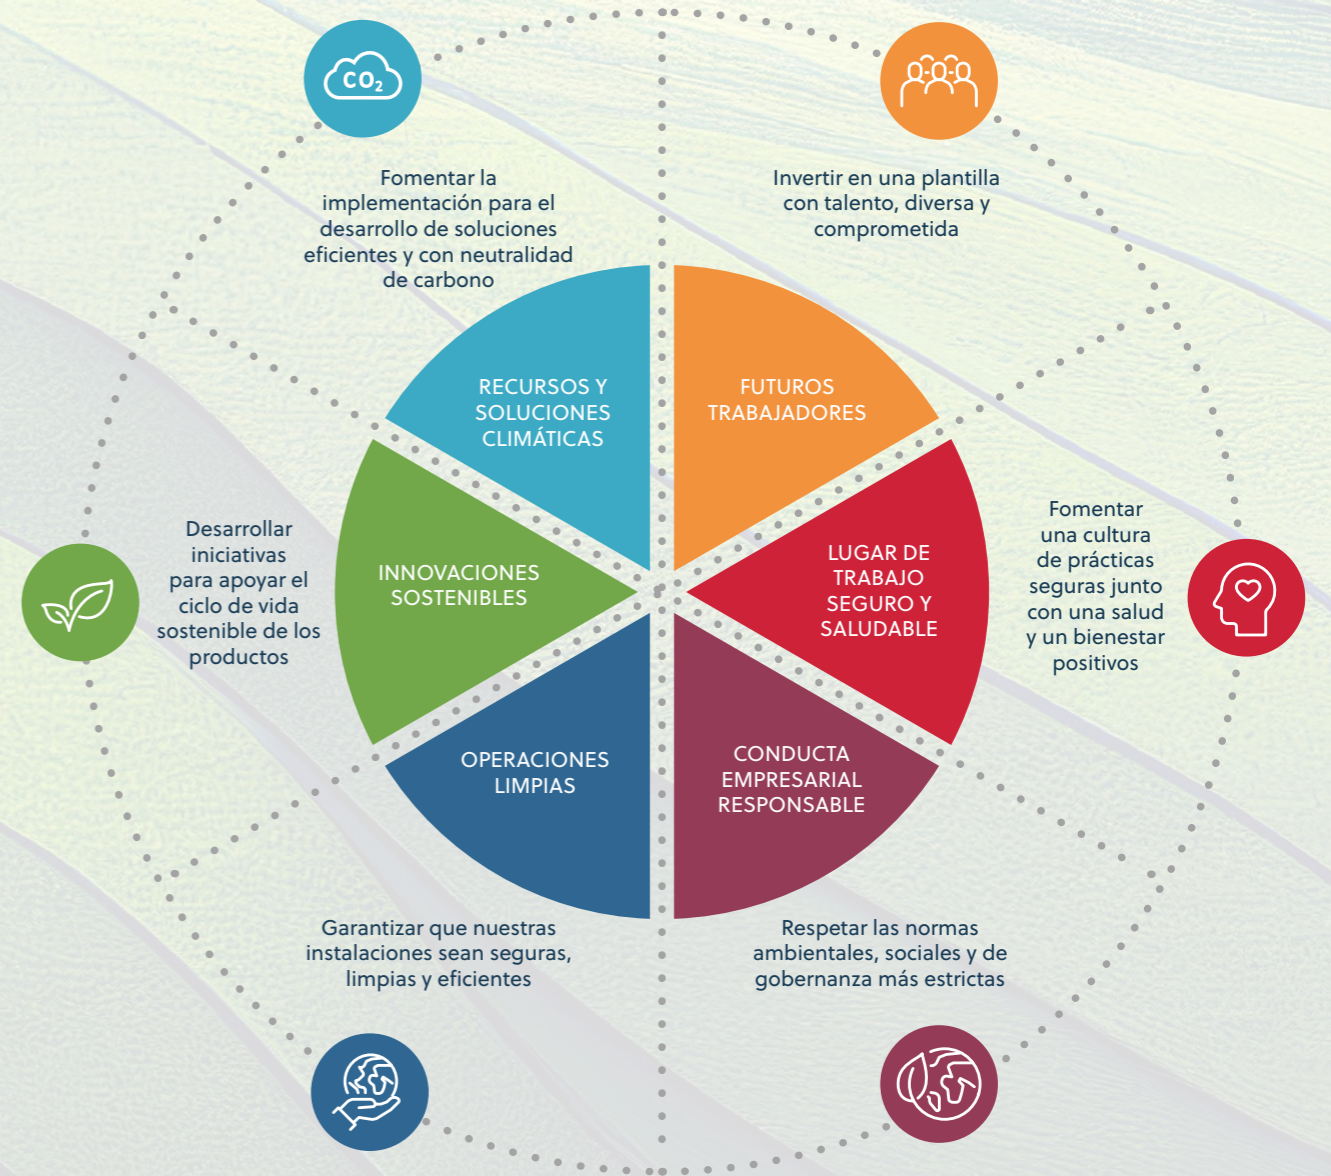 CO₂
Fomentar la
implementación para el
desarrollo de soluciones
eficientes y con neutralidad
de carbono
Invertir en una plantilla
con talento, diversa y
comprometida
RECURSOS Y
SOLUCIONES
CLIMÁTICAS
FUTUROS
TRABAJADORES
Desarrollar
iniciativas
para apoyar el
ciclo de vida
sostenible de los
productos
INNOVACIONES
SOSTENIBLES
LUGAR DE
TRABAJO
SEGURO Y
SALUDABLE
Fomentar
una cultura
de prácticas
seguras junto
con una salud
y un bienestar
positivos
OPERACIONES
LIMPIAS
CONDUCTA
EMPRESARIAL
RESPONSABLE
Garantizar que nuestras
instalaciones sean seguras,
limpias y eficientes
Respetar las normas
ambientales, sociales y de
gobernanza más estrictas